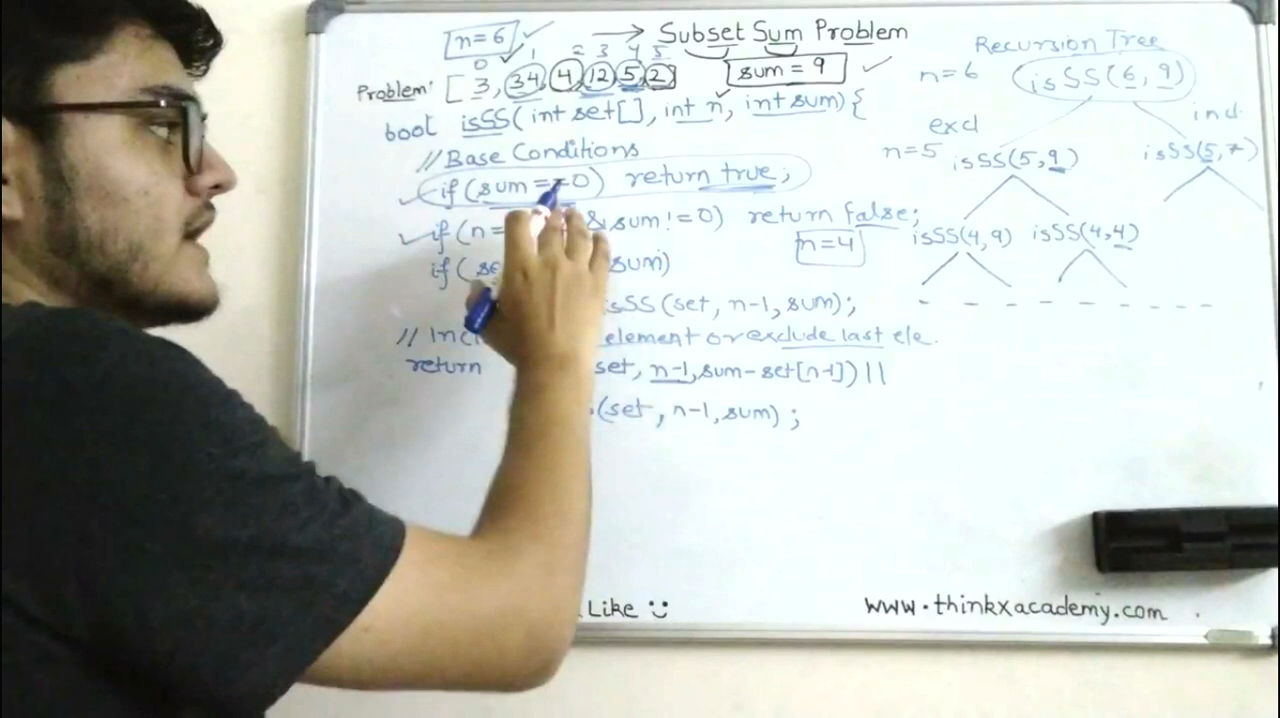 n=6 → Subset Sum Problem
0 1 2 3 4 5
Problem: [ 3, 34, 4, 12, 5, 2 ] sum = 9
boot isSS( int set[], int n, int sum) {
// Base Conditions
if (sum == 0) return true;
if (n= & sum != 0) return false;
if ( se sum)
isSS (set, n-1, sum);
// Inc element or exclude last ele.
return set, n-1, sum- set[n-1]) ||
(set, n-1, sum) ;
Recursion Tree
n=6 isSS(6, 9)
excl incl
n=5 isSS(5, 9) isSS(5, 7)
n=4 isSS(4, 9) isSS(4, 4)
Like
www.thinkxacademy.com